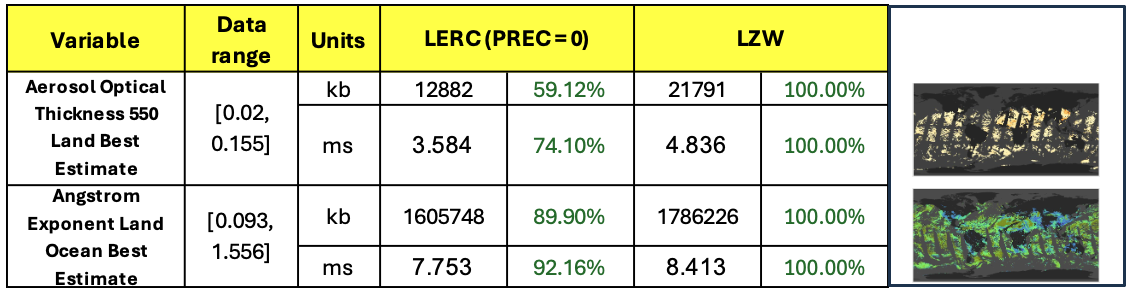 Variable
Data
range
Units
LERC (PREC = 0)
LZW
Aerosol Optical
Thickness 550
Land Best
Estimate
[0.02,
0.155]
kb
12882
59.12%
21791
100.00%
ms
3.584
74.10%
4.836
100.00%
Angstrom
Exponent Land
Ocean Best
Estimate
[0.093,
1.556]
kb
1605748
89.90%
1786226
100.00%
ms
7.753
92.16%
8.413
100.00%